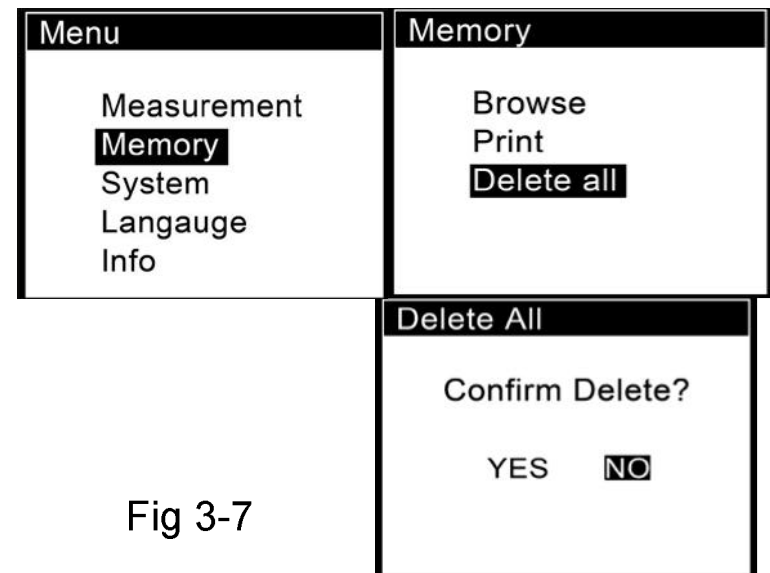 Menu
Measurement
Memory
System
Langauge
Info
Memory
Browse
Print
Delete all
Delete All
Confirm Delete?
YES NO
Fig 3-7